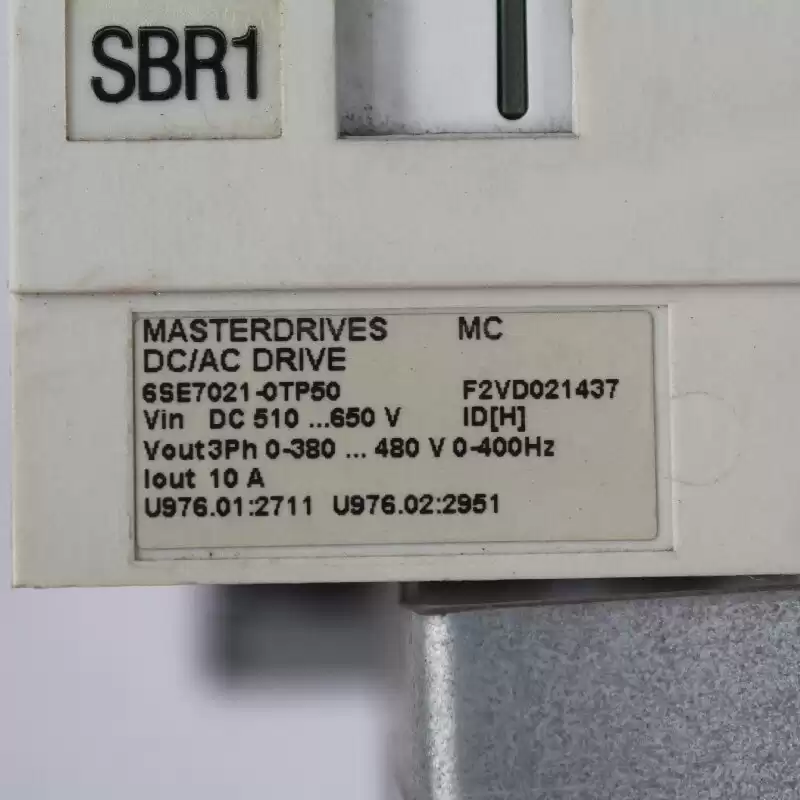 SBR1
MASTERDRIVES MC
DC/AC DRIVE
6SE7021-0TP50 F2VD021437
Vin DC 510 ...650 V ID[H]
Vout3Ph 0-380 ... 480 V 0-400Hz
Iout 10 A
U976.01:2711 U976.02:2951